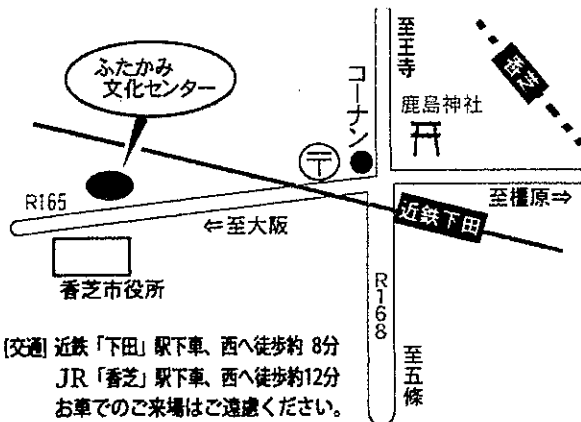 ふたかみ
文化センター
至王寺
香芝
コーナン
鹿島神社
〒
R165
⇐至大阪
至橿原⇒
近鉄下田
香芝市役所
R168
至五條
[交通] 近鉄「下田」駅下車、西へ徒歩約 8分
JR「香芝」駅下車、西へ徒歩約12分
お車でのご来場はご遠慮ください。